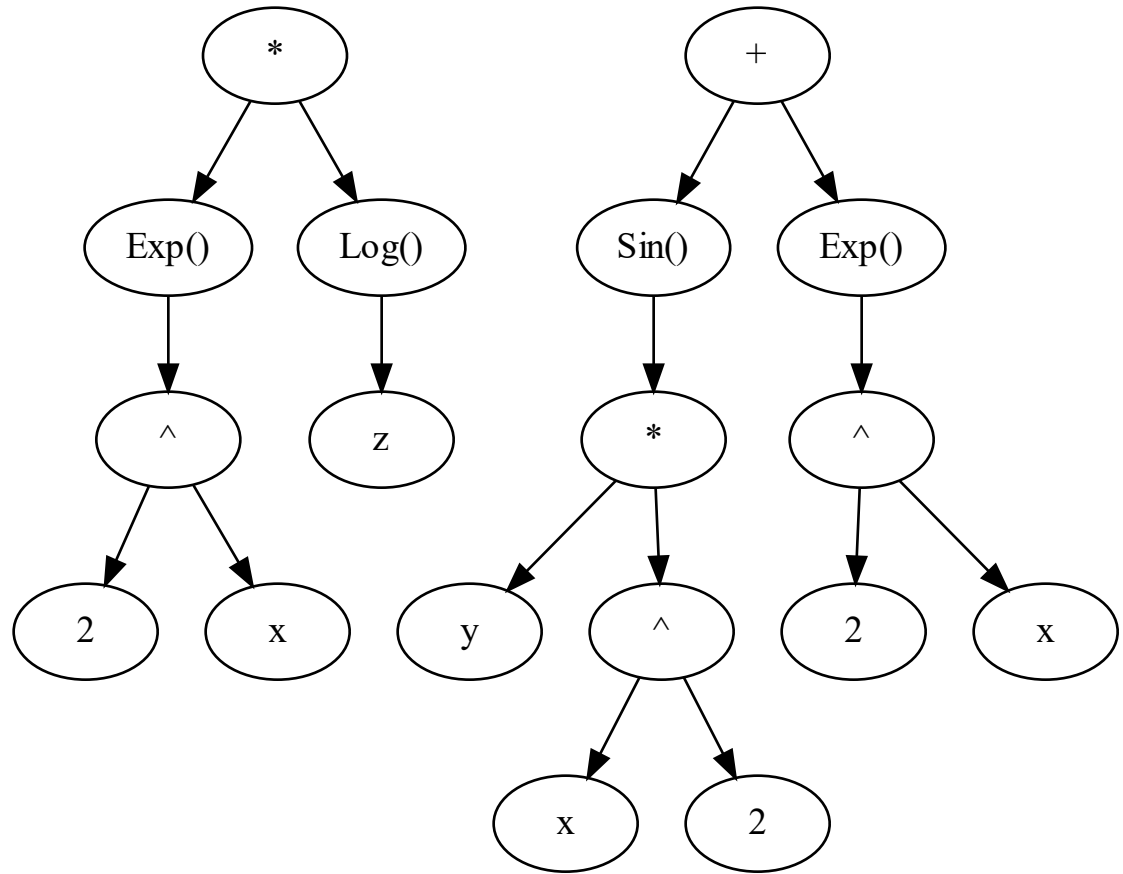 * +
Exp() Log() Sin() Exp()
^ z * ^
2 x y ^ 2 x
x 2